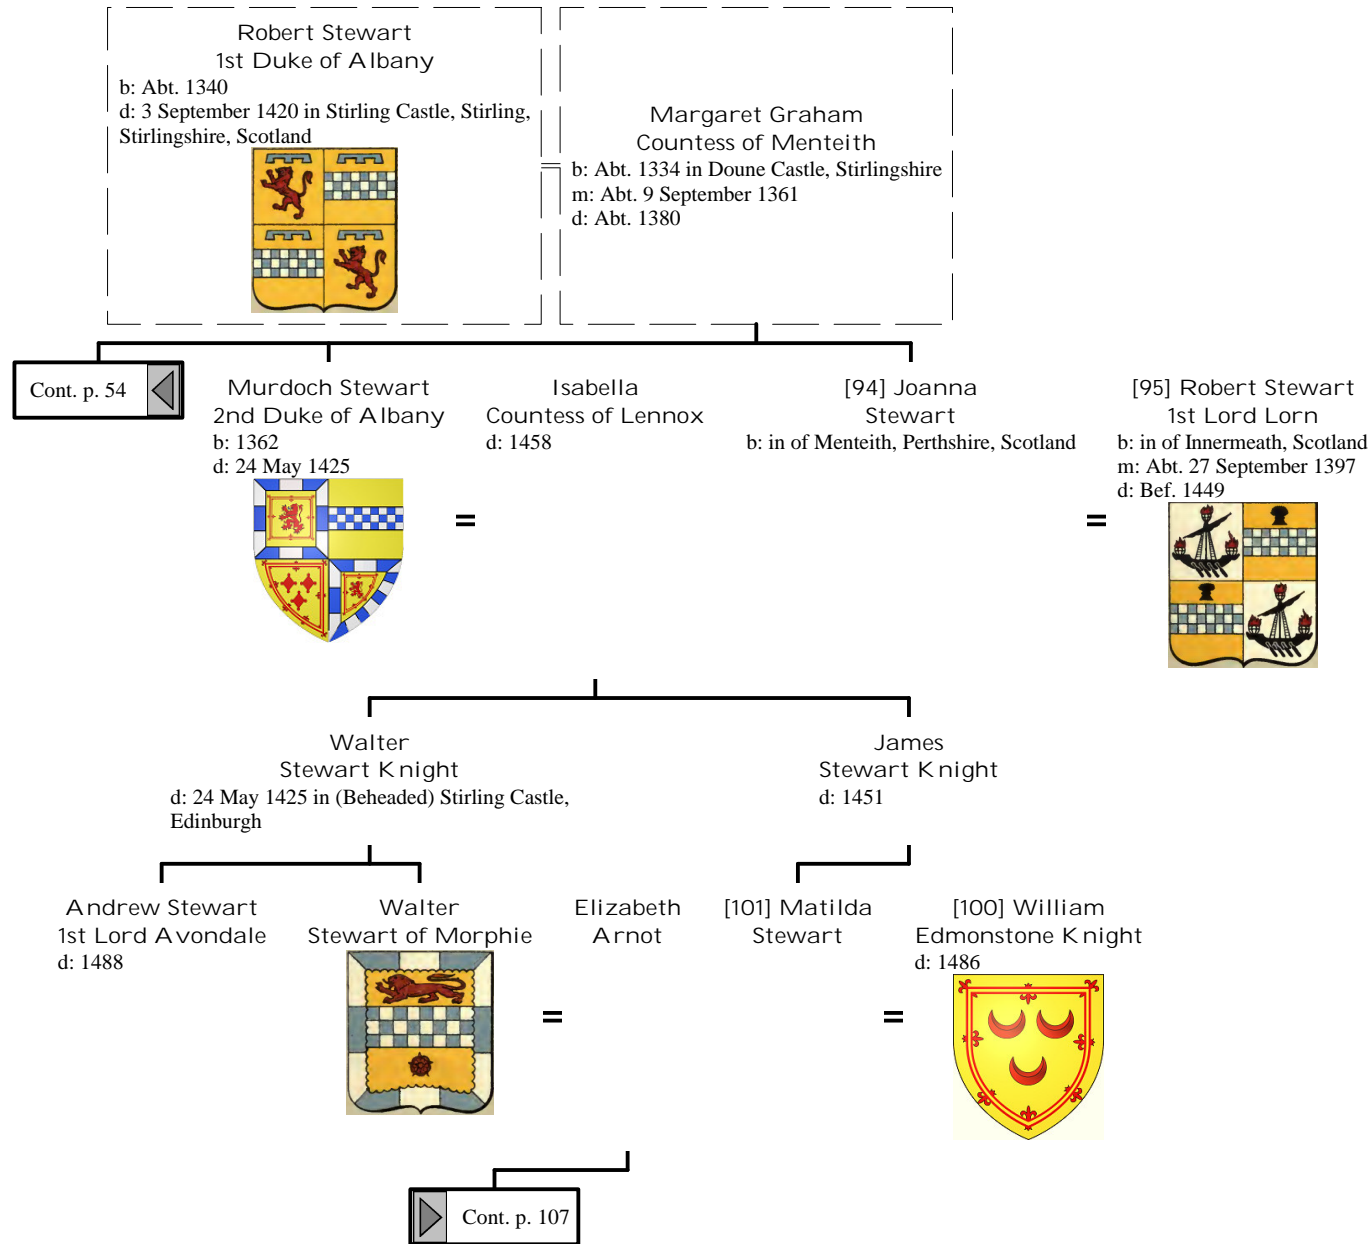 Robert Stewart
1st Duke of Albany
b: Abt. 1340
d: 3 September 1420 in Stirling Castle, Stirling,
Stirlingshire, Scotland
Margaret Graham
Countess of Menteith
b: Abt. 1334 in Doune Castle, Stirlingshire
m: Abt. 9 September 1361
d: Abt. 1380
=
Cont. p. 54
Murdoch Stewart
2nd Duke of Albany
b: 1362
d: 24 May 1425
=
Isabella
Countess of Lennox
d: 1458
[94] Joanna
Stewart
b: in of Menteith, Perthshire, Scotland
=
[95] Robert Stewart
1st Lord Lorn
b: in of Innermeath, Scotland
m: Abt. 27 September 1397
d: Bef. 1449
Walter
Stewart Knight
d: 24 May 1425 in (Beheaded) Stirling Castle,
Edinburgh
James
Stewart Knight
d: 1451
Andrew Stewart
1st Lord Avondale
d: 1488
Walter
Stewart of Morphie
=
Elizabeth
Arnot
[101] Matilda
Stewart
=
[100] William
Edmonstone Knight
d: 1486
Cont. p. 107